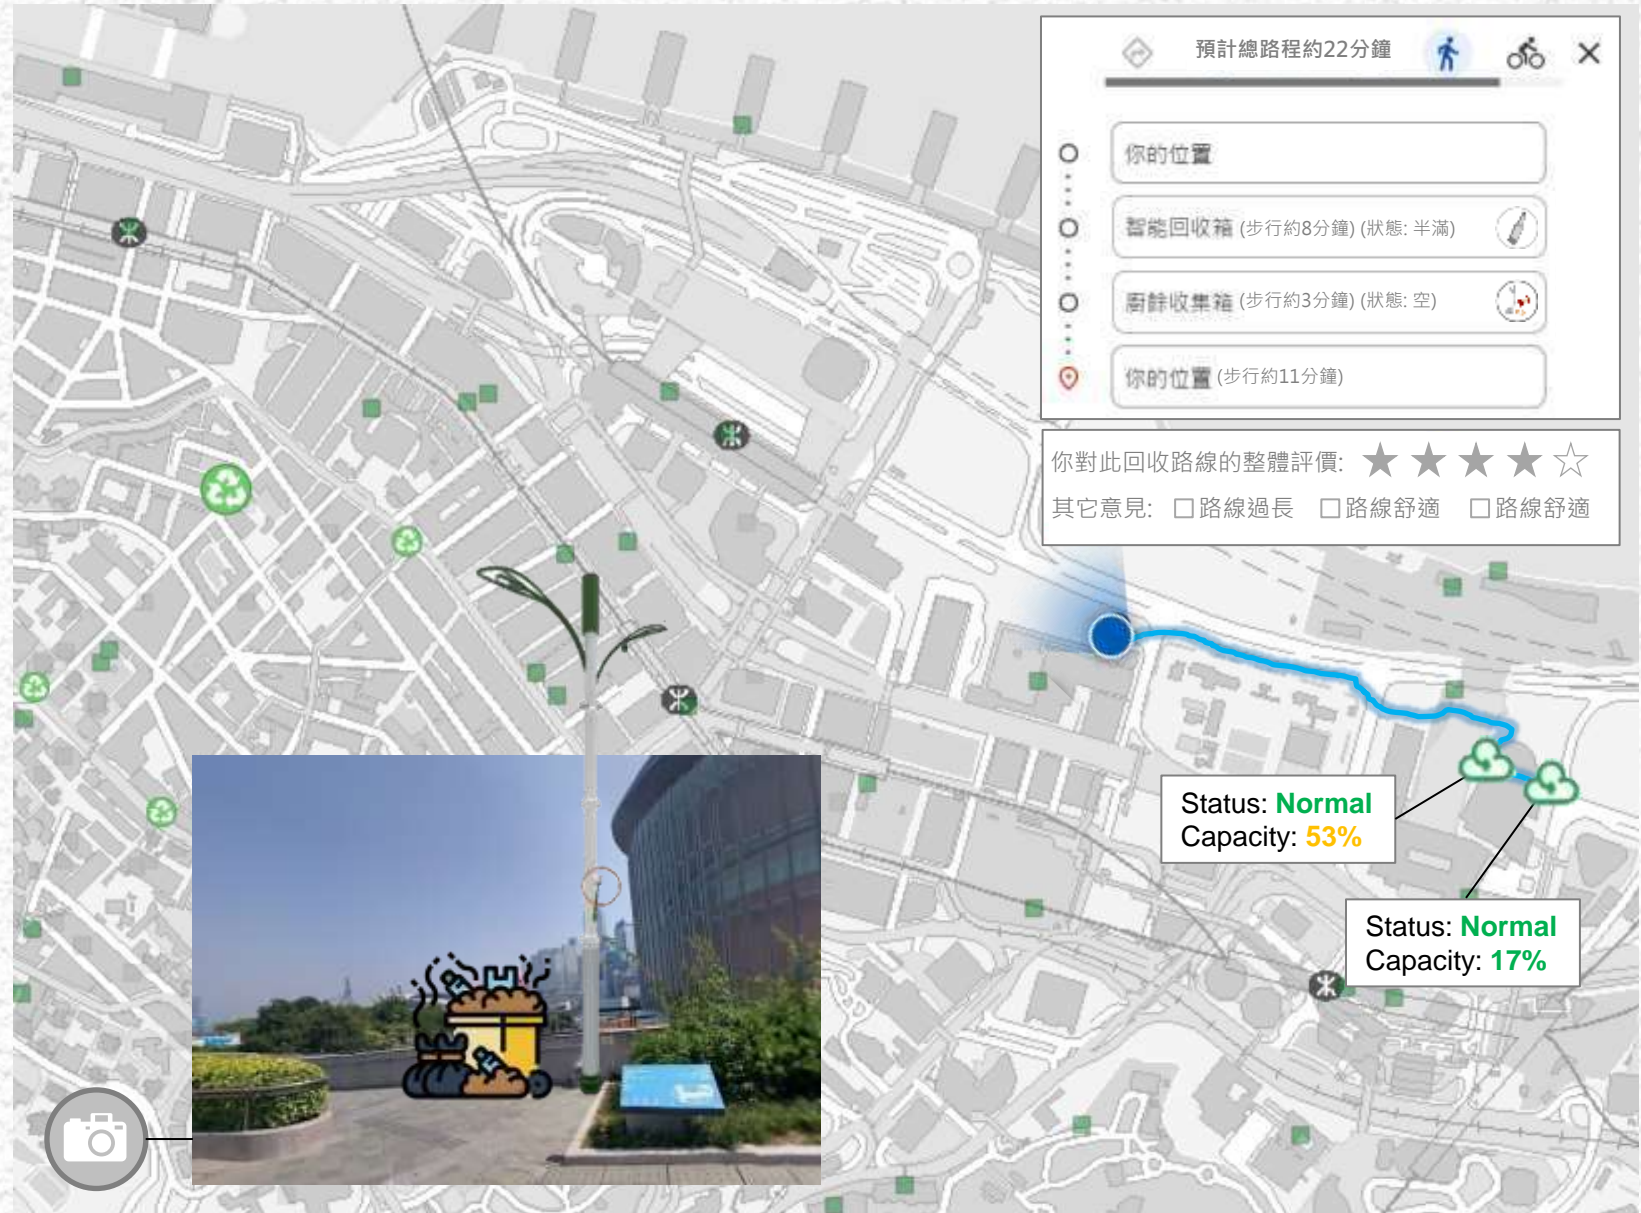 預計總路程約22分鐘
你的位置
智能回收箱 (步行約8分鐘) (狀態: 半滿)
廚餘收集箱 (步行約3分鐘) (狀態: 空)
你的位置 (步行約11分鐘)
你對此回收路線的整體評價: ★ ★ ★ ★ ☆
其它意見: □路線過長 □路線舒適 □路線舒適
Status: Normal
Capacity: 53%
Status: Normal
Capacity: 17%